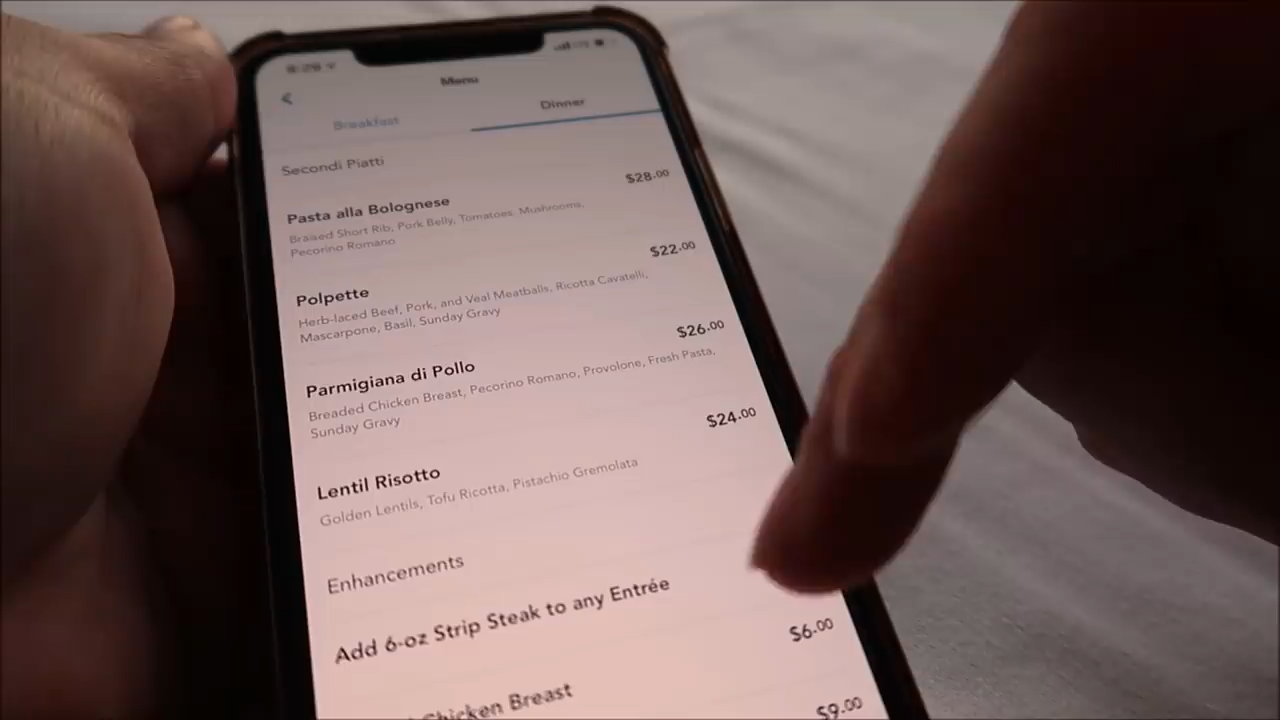 Menu
Breakfast
Dinner
Secondi Piatti
Pasta alla Bolognese
$28.00
Braised Short Rib, Pork Belly, Tomatoes, Mushrooms,
Pecorino Romano
Polpette
$22.00
Herb-laced Beef, Pork, and Veal Meatballs, Ricotta Cavatelli,
Mascarpone, Basil, Sunday Gravy
Parmigiana di Pollo
$26.00
Breaded Chicken Breast, Pecorino Romano, Provolone, Fresh Pasta,
Sunday Gravy
Lentil Risotto
$24.00
Golden Lentils, Tofu Ricotta, Pistachio Gremolata
Enhancements
Add 6-oz Strip Steak to any Entrée
$6.00
Chicken Breast
$9.00